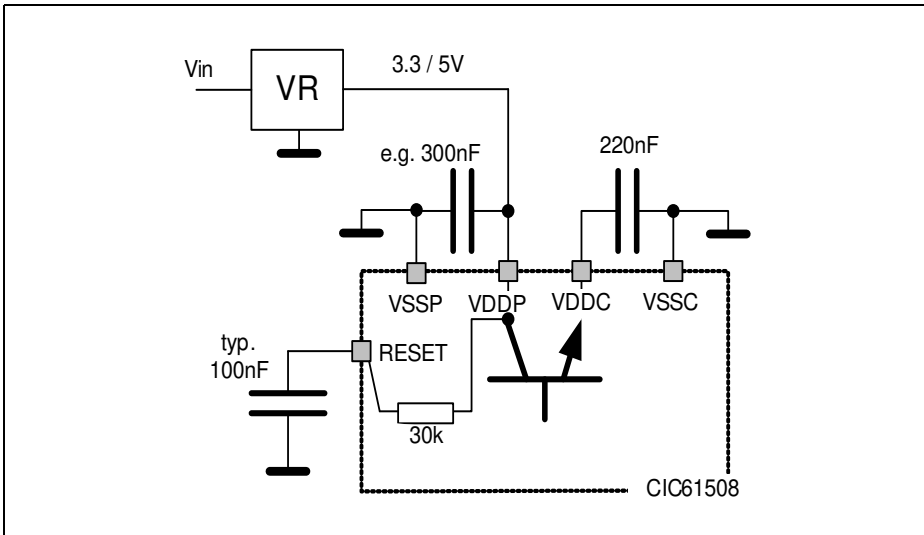 Vin
VR
3.3 / 5V
e.g. 300nF
220nF
VSSP
VDDP
VDDC
VSSC
typ.
100nF
RESET
30k
CIC61508